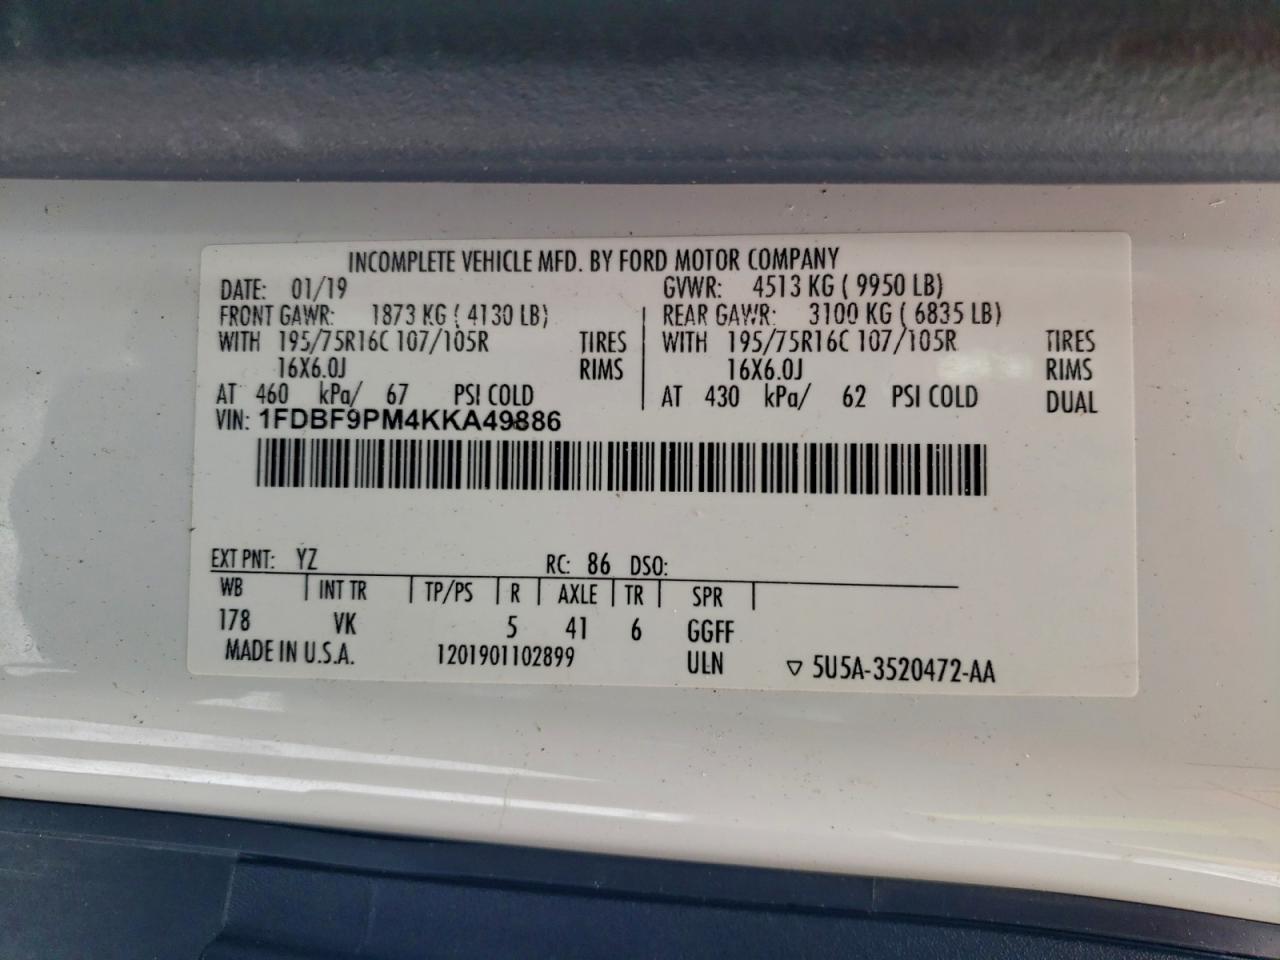 INCOMPLETE VEHICLE MFD. BY FORD MOTOR COMPANY
DATE: 01/19 GVWR: 4513 KG ( 9950 LB)
FRONT GAWR: 1873 KG ( 4130 LB) REAR GAWR: 3100 KG ( 6835 LB)
WITH 195/75R16C 107/105R TIRES WITH 195/75R16C 107/105R TIRES
16X6.0J RIMS 16X6.0J RIMS
AT 460 kPa/ 67 PSI COLD AT 430 kPa/ 62 PSI COLD DUAL
VIN: 1FDBF9PM4KKA49886
EXT PNT: YZ RC: 86 DSO:
WB INT TR TP/PS R AXLE TR SPR
178 VK 5 41 6 GGFF
MADE IN U.S.A. 1201901102899 ULN ▽ 5U5A-3520472-AA